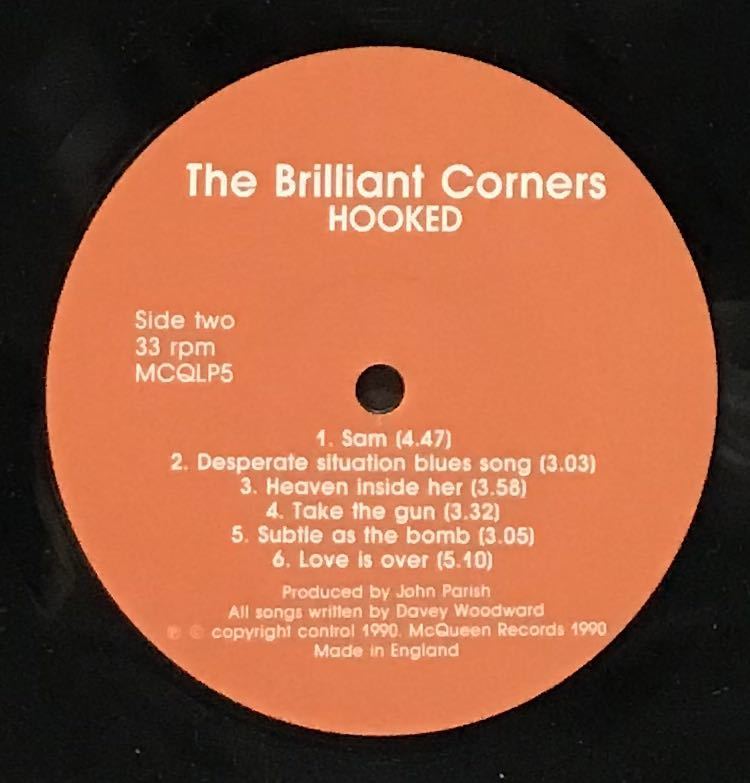 The Brilliant Corners
HOOKED
Side two
33 rpm
MCQLP5
1. Sam (4.47)
2. Desperate situation blues song (3.03)
3. Heaven inside her (3.58)
4. Take the gun (3.32)
5. Subtle as the bomb (3.05)
6. Love is over (5.10)
Produced by John Parish
All songs written by Davey Woodward
℗ © copyright control 1990. McQueen Records 1990
Made in England